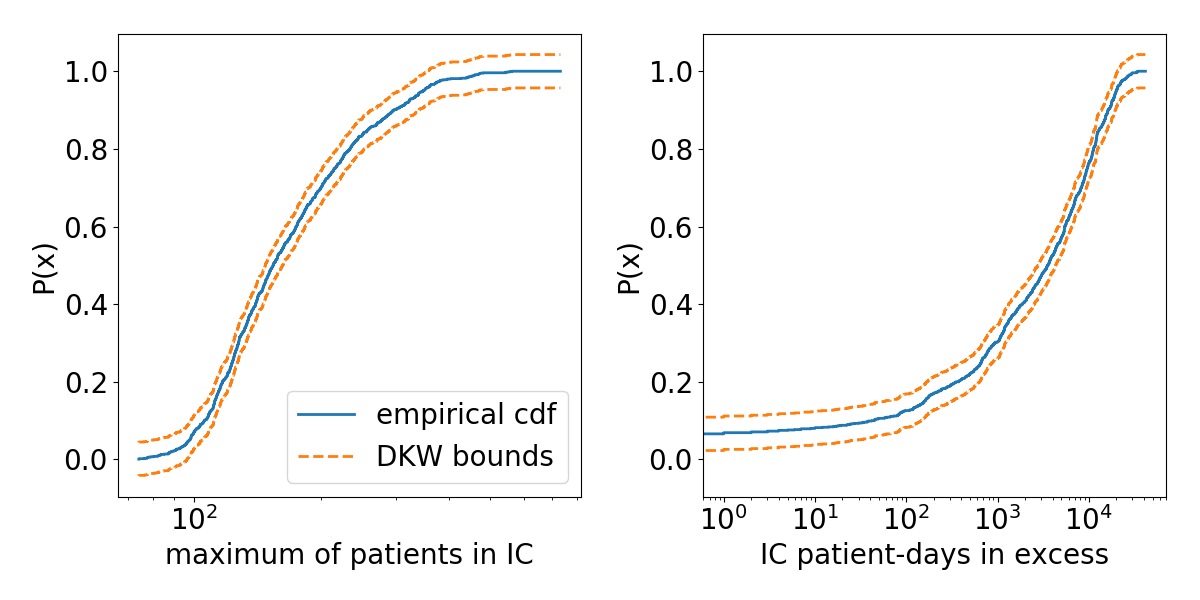 1.0
0.8
0.6
0.4
0.2
0.0
P(x)
10²
maximum of patients in IC
empirical cdf
DKW bounds
1.0
0.8
0.6
0.4
0.2
0.0
P(x)
10⁰ 10¹ 10² 10³ 10⁴
IC patient-days in excess